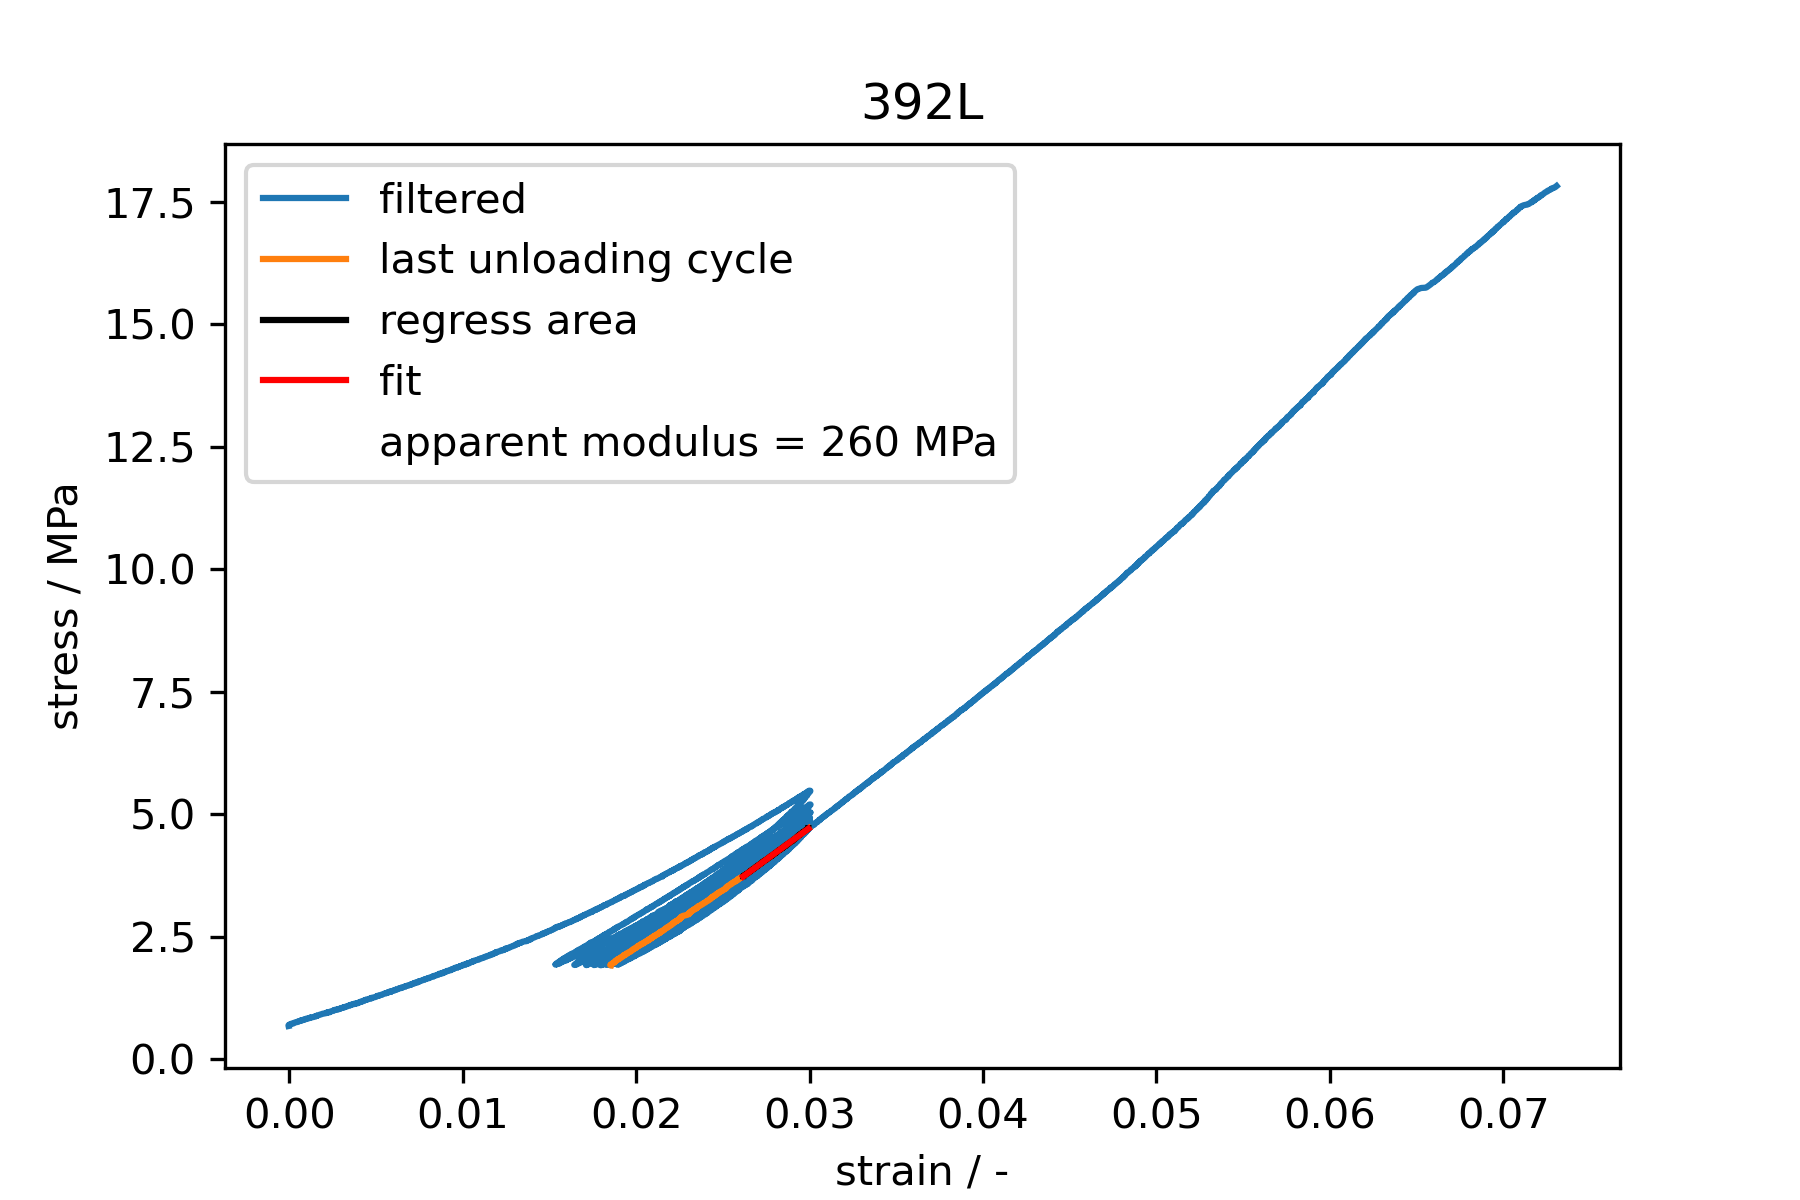 392L
filtered
last unloading cycle
regress area
fit
apparent modulus = 260 MPa
17.5
15.0
12.5
10.0
7.5
5.0
2.5
0.0
stress / MPa
0.00 0.01 0.02 0.03 0.04 0.05 0.06 0.07
strain / -